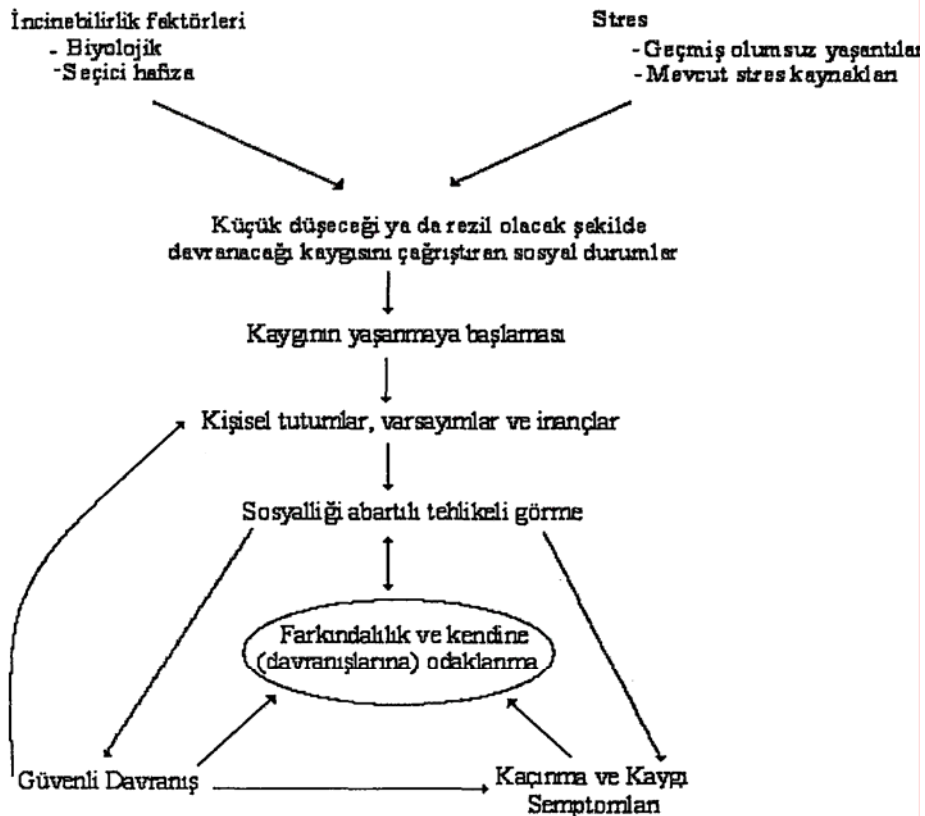 İncinebilirlik faktörleri
- Biyolojik
-Seçici hafıza
Stres
-Geçmiş olumsuz yaşantılar
-Mevcut stres kaynakları
Küçük düşeceği ya da rezil olacak şekilde
davranacağı kaygısını çağrıştıran sosyal durumlar
Kaygının yaşanmaya başlaması
Kişisel tutumlar, varsayımlar ve inançlar
Sosyalliği abartılı tehlikeli görme
Farkındalılık ve kendine
(davranışlarına) odaklanma
Güvenli Davranış
Kaçınma ve Kaygı
Semptomları